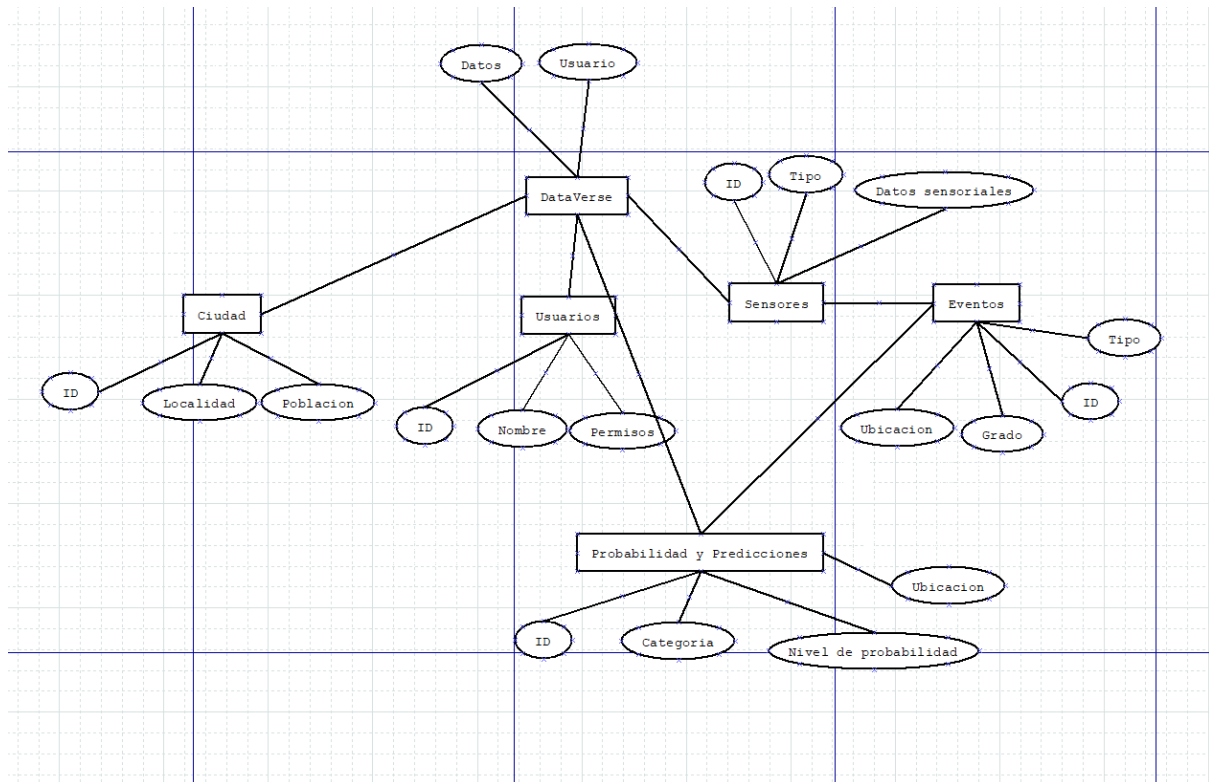 Datos
Usuario
DataVerse
ID
Tipo
Datos sensoriales
Ciudad
Usuarios
Sensores
Eventos
Tipo
ID
Localidad
Poblacion
ID
Nombre
Permisos
Ubicacion
Grado
ID
Probabilidad y Predicciones
Ubicacion
ID
Categoria
Nivel de probabilidad